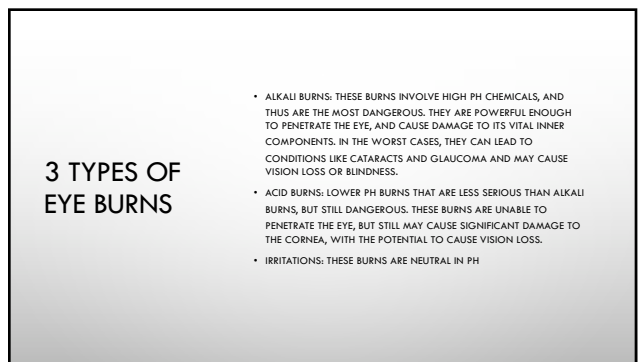 3 TYPES OF
EYE BURNS
• ALKALI BURNS: THESE BURNS INVOLVE HIGH PH CHEMICALS, AND
THUS ARE THE MOST DANGEROUS. THEY ARE POWERFUL ENOUGH
TO PENETRATE THE EYE, AND CAUSE DAMAGE TO ITS VITAL INNER
COMPONENTS. IN THE WORST CASES, THEY CAN LEAD TO
CONDITIONS LIKE CATARACTS AND GLAUCOMA AND MAY CAUSE
VISION LOSS OR BLINDNESS.
• ACID BURNS: LOWER PH BURNS THAT ARE LESS SERIOUS THAN ALKALI
BURNS, BUT STILL DANGEROUS. THESE BURNS ARE UNABLE TO
PENETRATE THE EYE, BUT STILL MAY CAUSE SIGNIFICANT DAMAGE TO
THE CORNEA, WITH THE POTENTIAL TO CAUSE VISION LOSS.
• IRRITATIONS: THESE BURNS ARE NEUTRAL IN PH